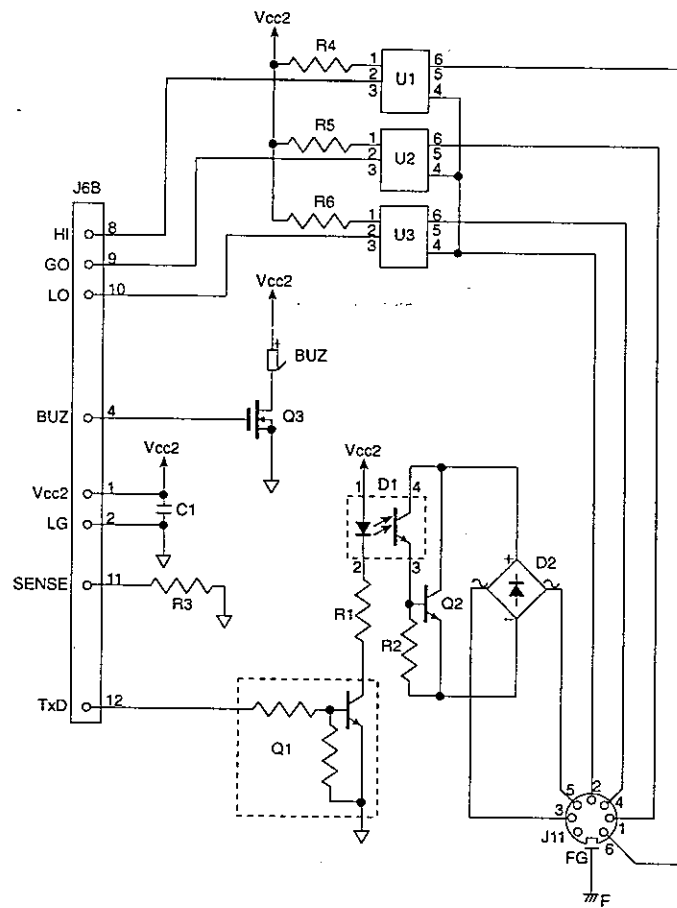 Vcc2
R4
1
2
3
U1
6
5
4
R5
1
2
3
U2
6
5
4
J6B
R6
1
2
3
U3
6
5
4
HI 8
GO 9
LO 10
Vcc2
+
BUZ
BUZ 4
Q3
Vcc2
Vcc2
1
D1
4
Vcc2 1
C1
LG 2
2
3
+
D2
-
SENSE 11
R3
R1
Q2
R2
TxD 12
Q1
5
2
4
3
1
J11
6
FG
F